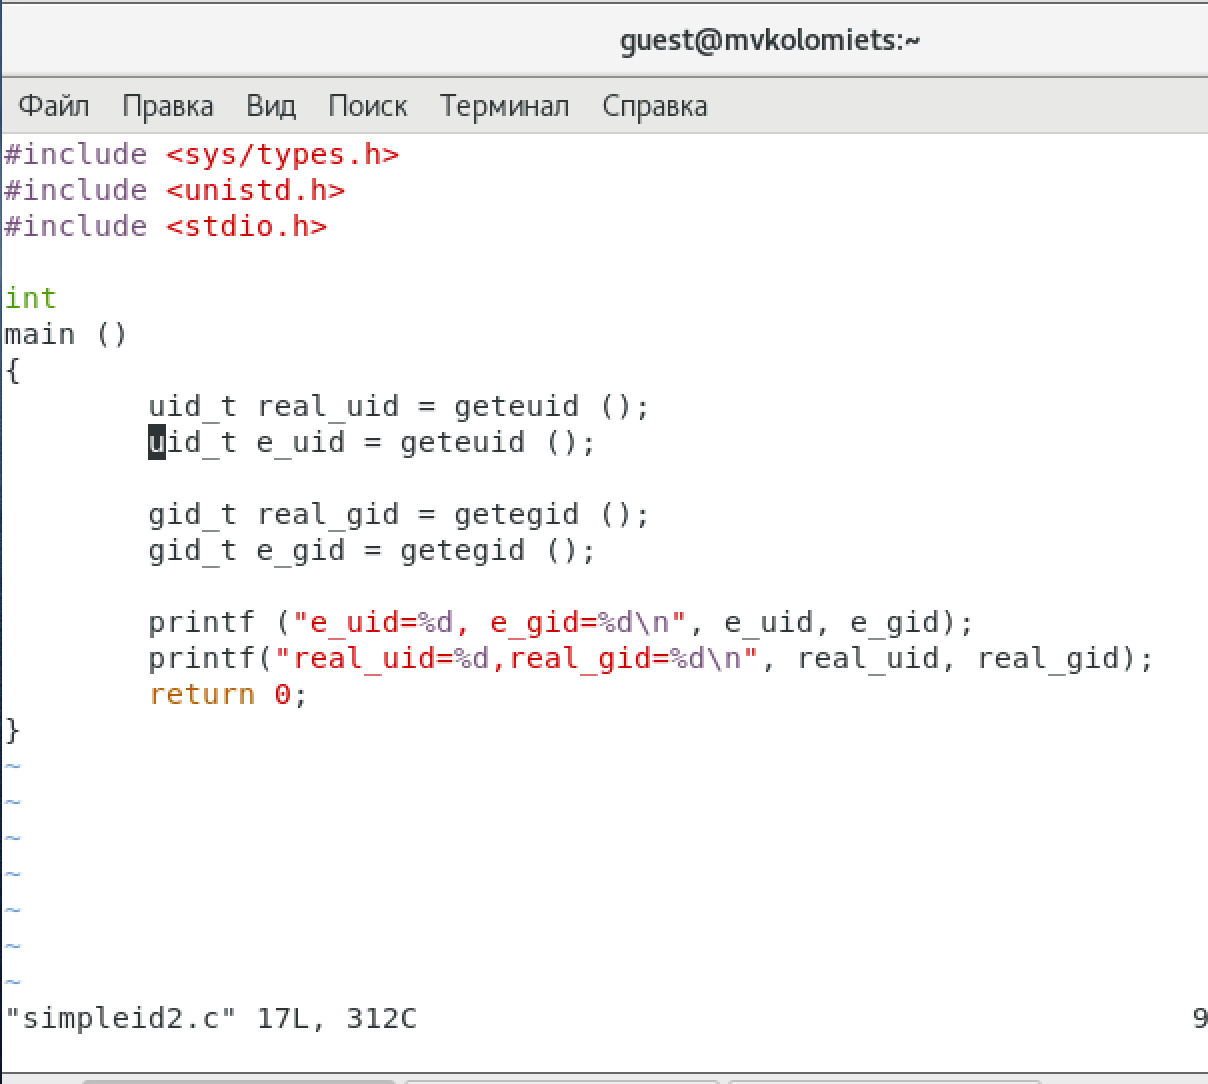 guest@mvkolomiets:~
Файл Правка Вид Поиск Терминал Справка
#include <sys/types.h>
#include <unistd.h>
#include <stdio.h>
int
main ()
{
        uid_t real_uid = geteuid ();
        uid_t e_uid = geteuid ();
        gid_t real_gid = getegid ();
        gid_t e_gid = getegid ();
        printf ("e_uid=%d, e_gid=%d\n", e_uid, e_gid);
        printf("real_uid=%d,real_gid=%d\n", real_uid, real_gid);
        return 0;
}
~
~
~
~
~
~
~
"simpleid2.c" 17L, 312C 9